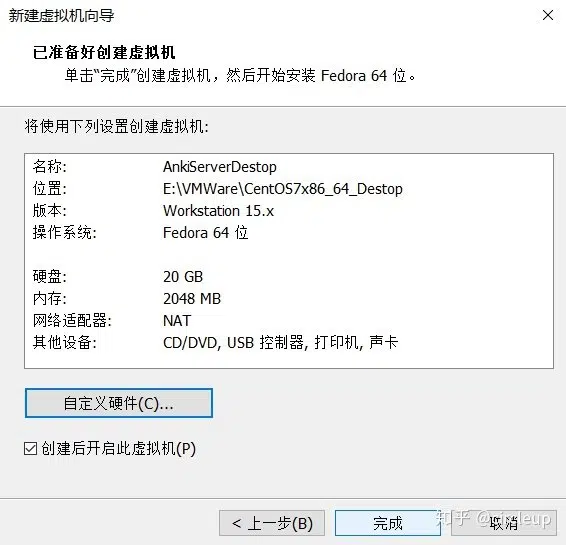 新建虚拟机向导
已准备好创建虚拟机
单击“完成”创建虚拟机，然后开始安装 Fedora 64 位。
将使用下列设置创建虚拟机:
名称: AnkiServerDestop
位置: E:\VMWare\CentOS7x86_64_Destop
版本: Workstation 15.x
操作系统: Fedora 64 位
硬盘: 20 GB
内存: 2048 MB
网络适配器: NAT
其他设备: CD/DVD, USB 控制器, 打印机, 声卡
自定义硬件(C)...
创建后开启此虚拟机(P)
< 上一步(B) 完成 取消
知乎